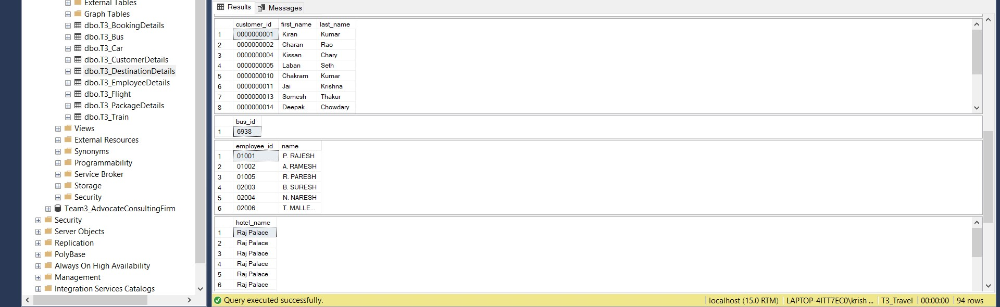 External Tables
Graph Tables
dbo.T3_BookingDetails
dbo.T3_Bus
dbo.T3_Car
dbo.T3_CustomerDetails
dbo.T3_DestinationDetails
dbo.T3_EmployeeDetails
dbo.T3_Flight
dbo.T3_PackageDetails
dbo.T3_Train
Views
External Resources
Synonyms
Programmability
Service Broker
Storage
Security
Team3_AdvocateConsultingFirm
Security
Server Objects
Replication
PolyBase
Always On High Availability
Management
Integration Services Catalogs
Results Messages
customer_id first_name last_name
1 0000000001 Kiran Kumar
2 0000000002 Charan Rao
3 0000000004 Kissan Chary
4 0000000005 Laban Seth
5 0000000010 Chakram Kumar
6 0000000011 Jai Krishna
7 0000000013 Somesh Thakur
8 0000000014 Deepak Chowdary
bus_id
1 6938
employee_id name
1 01001 P. RAJESH
2 01002 A. RAMESH
3 01005 R. PARESH
4 02003 B. SURESH
5 02004 N. NARESH
6 02006 T. MALLE...
hotel_name
1 Raj Palace
2 Raj Palace
3 Raj Palace
4 Raj Palace
5 Raj Palace
6 Raj Palace
Query executed successfully. localhost (15.0 RTM) LAPTOP-4ITT7EC0\krish ... T3_Travel 00:00:00 94 rows